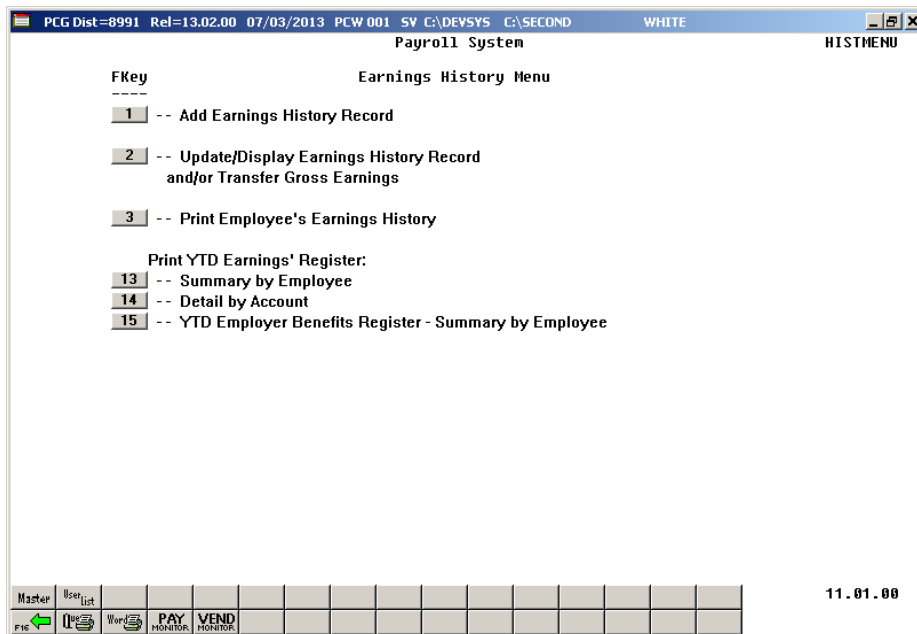 PCG Dist=8991 Rel=13.02.00 07/03/2013 PCW 001 SV C:\DEVSYS C:\SECOND WHITE
Payroll System HISTMENU
FKey Earnings History Menu
----
1 -- Add Earnings History Record
2 -- Update/Display Earnings History Record
and/or Transfer Gross Earnings
3 -- Print Employee's Earnings History
Print YTD Earnings' Register:
13 -- Summary by Employee
14 -- Detail by Account
15 -- YTD Employer Benefits Register - Summary by Employee
Master User List 11.01.00
F16 Que Word PAY MONITOR VEND MONITOR